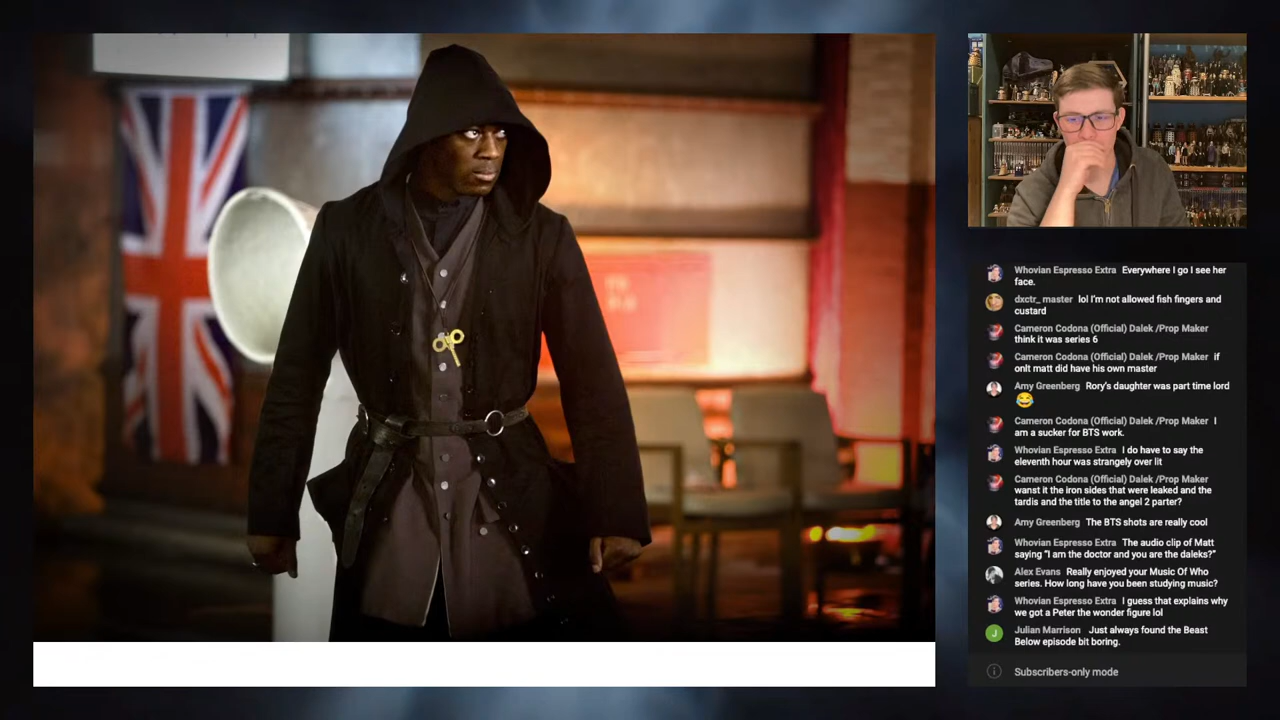 Whovian Espresso Extra Everywhere I go I see her
face.
dxctr_ master lol I'm not allowed fish fingers and
custard
Cameron Codona (Official) Dalek /Prop Maker
think it was series 6
Cameron Codona (Official) Dalek /Prop Maker if
onlt matt did have his own master
Amy Greenberg Rory's daughter was part time lord
😂
Cameron Codona (Official) Dalek /Prop Maker I
am a sucker for BTS work.
Whovian Espresso Extra I do have to say the
eleventh hour was strangely over lit
Cameron Codona (Official) Dalek /Prop Maker
wanst it the iron sides that were leaked and the
tardis and the title to the angel 2 parter?
Amy Greenberg The BTS shots are really cool
Whovian Espresso Extra The audio clip of Matt
saying "I am the doctor and you are the daleks?"
Alex Evans Really enjoyed your Music Of Who
series. How long have you been studying music?
Whovian Espresso Extra I guess that explains why
we got a Peter the wonder figure lol
J Julian Marrison Just always found the Beast
Below episode bit boring.
Subscribers-only mode